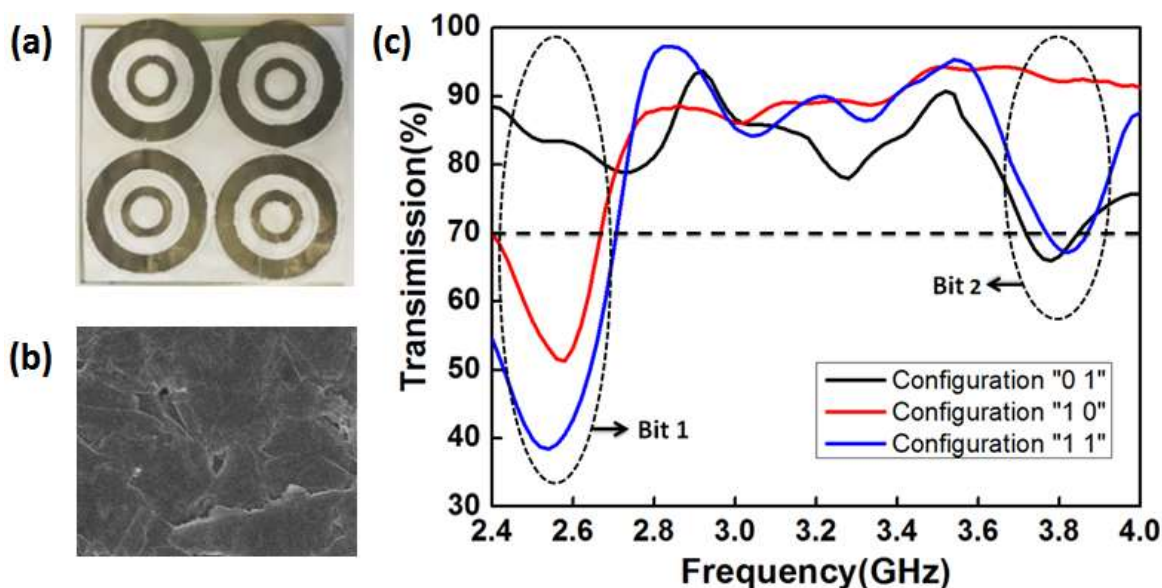 (a)
(b)
(c)
Transimission(%)
100
90
80
70
60
50
40
30
Bit 1
Bit 2
Configuration "0 1"
Configuration "1 0"
Configuration "1 1"
2.4 2.6 2.8 3.0 3.2 3.4 3.6 3.8 4.0
Frequency(GHz)